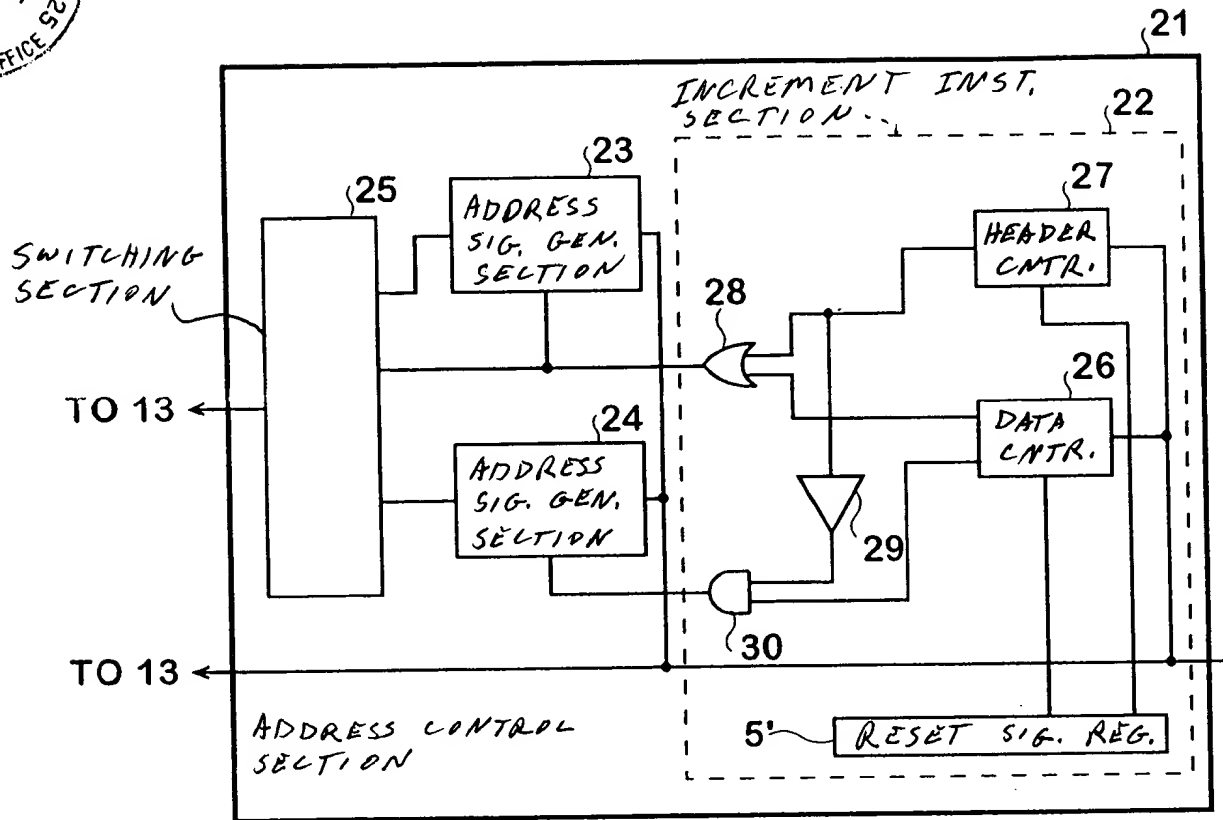 25
FFICE
21
INCREMENT INST.
SECTION
22
23
ADDRESS
SIG. GEN.
SECTION
25
27
HEADER
CNTR.
SWITCHING
SECTION
28
26
DATA
CNTR.
TO 13
24
ADDRESS
SIG. GEN.
SECTION
29
30
TO 13
ADDRESS CONTROL
SECTION
5'
RESET SIG. REG.